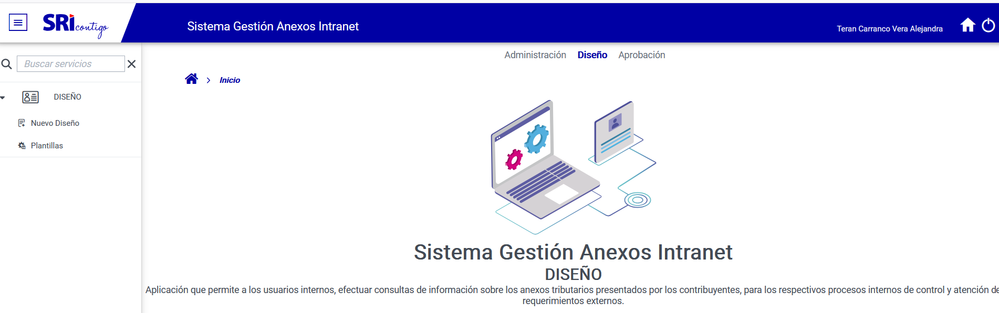 SRi contigo
Sistema Gestión Anexos Intranet
Teran Carranco Vera Alejandra
Buscar servicios
Administración Diseño Aprobación
Inicio
DISEÑO
Nuevo Diseño
Plantillas
Sistema Gestión Anexos Intranet
DISEÑO
Aplicación que permite a los usuarios internos, efectuar consultas de información sobre los anexos tributarios presentados por los contribuyentes, para los respectivos procesos internos de control y atención de
requerimientos externos.